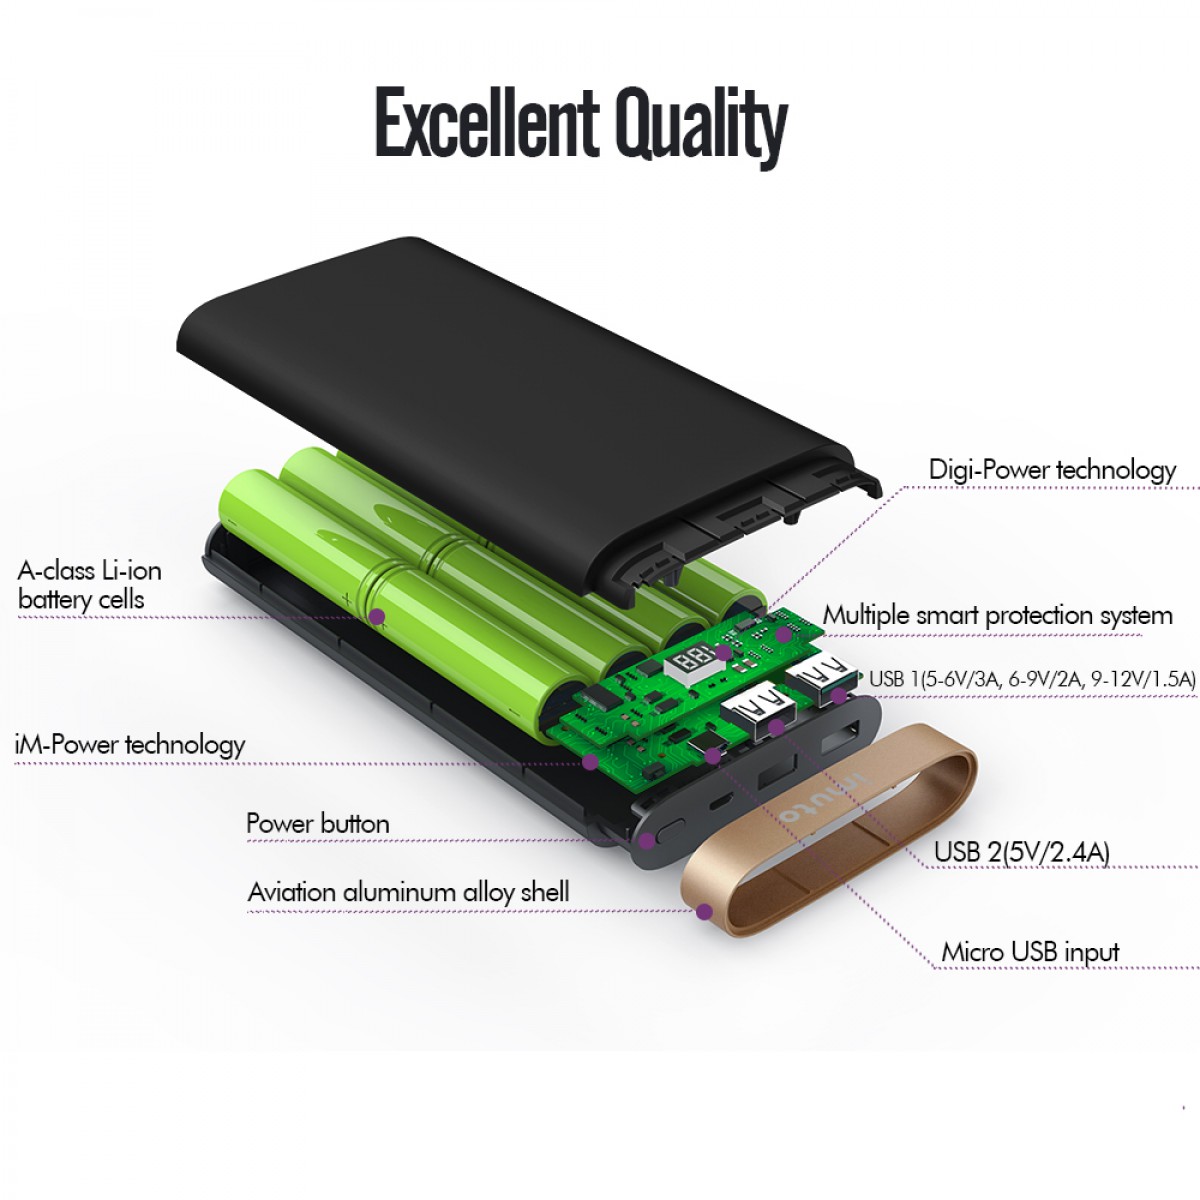 Excellent Quality
Digi-Power technology
A-class Li-ion
battery cells
Multiple smart protection system
USB 1(5-6V/3A, 6-9V/2A, 9-12V/1.5A)
iM-Power technology
imuto
Power button
USB 2(5V/2.4A)
Aviation aluminum alloy shell
Micro USB input